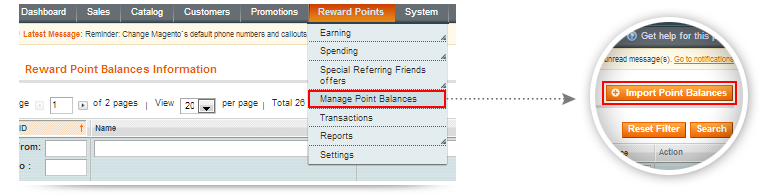 Dashboard Sales Catalog Customers Promotions Reward Points System
Latest Message: Reminder: Change Magento`s default phone numbers and callouts
Earning
Spending
Special Referring Friends
offers
Manage Point Balances
Transactions
Reports
Settings
Reward Point Balances Information
1 of 2 pages | View 20 per page | Total 26
ID Name
From:
To :
Get help for this
unread message(s). Go to notifications
Import Point Balances
Reset Filter Search
Action